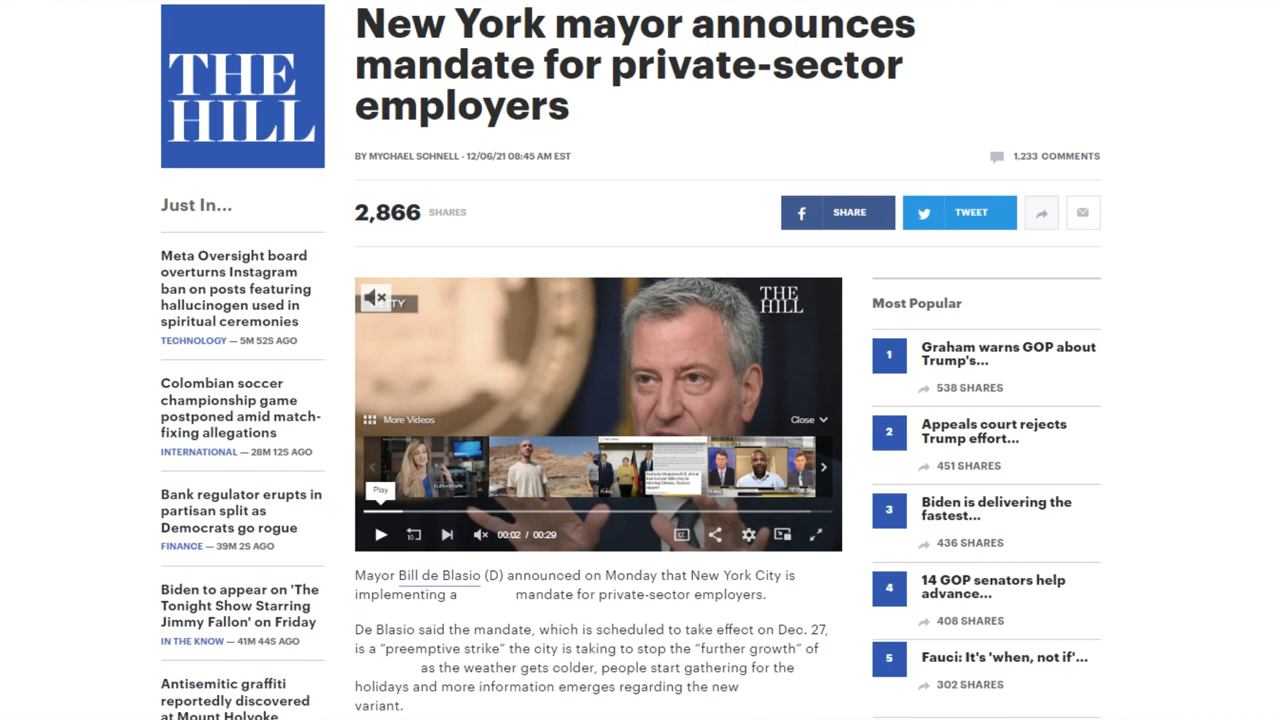 THE
HILL
New York mayor announces
mandate for private-sector
employers
BY MYCHAEL SCHNELL - 12/06/21 08:45 AM EST
1,233 COMMENTS
2,866 SHARES
SHARE
TWEET
Just In...
Meta Oversight board
overturns Instagram
ban on posts featuring
hallucinogen used in
spiritual ceremonies
TECHNOLOGY — 5M 52S AGO
Colombian soccer
championship game
postponed amid match-
fixing allegations
INTERNATIONAL — 28M 12S AGO
Bank regulator erupts in
partisan split as
Democrats go rogue
FINANCE — 39M 2S AGO
Biden to appear on 'The
Tonight Show Starring
Jimmy Fallon' on Friday
IN THE KNOW — 41M 44S AGO
Antisemitic graffiti
reportedly discovered
at Mount Holyoke
THE
HILL
More Videos
Close
Play
00:02 / 00:29
Mayor Bill de Blasio (D) announced on Monday that New York City is
implementing a mandate for private-sector employers.
De Blasio said the mandate, which is scheduled to take effect on Dec. 27,
is a "preemptive strike" the city is taking to stop the "further growth" of
as the weather gets colder, people start gathering for the
holidays and more information emerges regarding the new
variant.
Most Popular
1 Graham warns GOP about
Trump's...
538 SHARES
2 Appeals court rejects
Trump effort...
451 SHARES
3 Biden is delivering the
fastest...
436 SHARES
4 14 GOP senators help
advance...
408 SHARES
5 Fauci: It's 'when, not if'...
302 SHARES